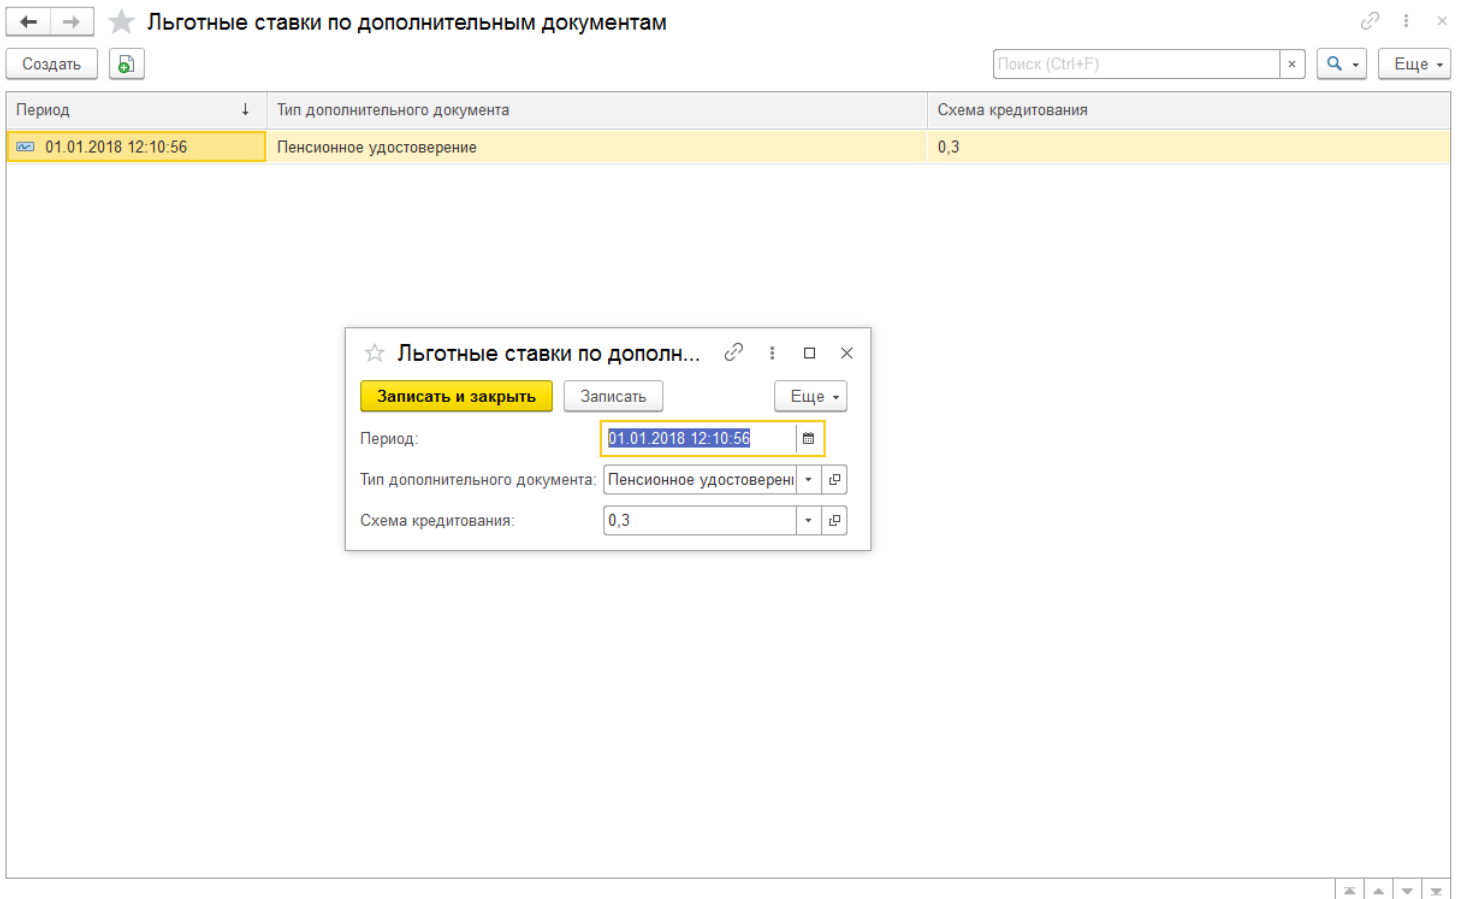 Льготные ставки по дополнительным документам
Создать
Поиск (Ctrl+F)
Еще
Период
Тип дополнительного документа
Схема кредитования
01.01.2018 12:10:56
Пенсионное удостоверение
0,3
Льготные ставки по дополн...
Записать и закрыть
Записать
Еще
Период:
01.01.2018 12:10:56
Тип дополнительного документа:
Пенсионное удостоверен
Схема кредитования:
0,3